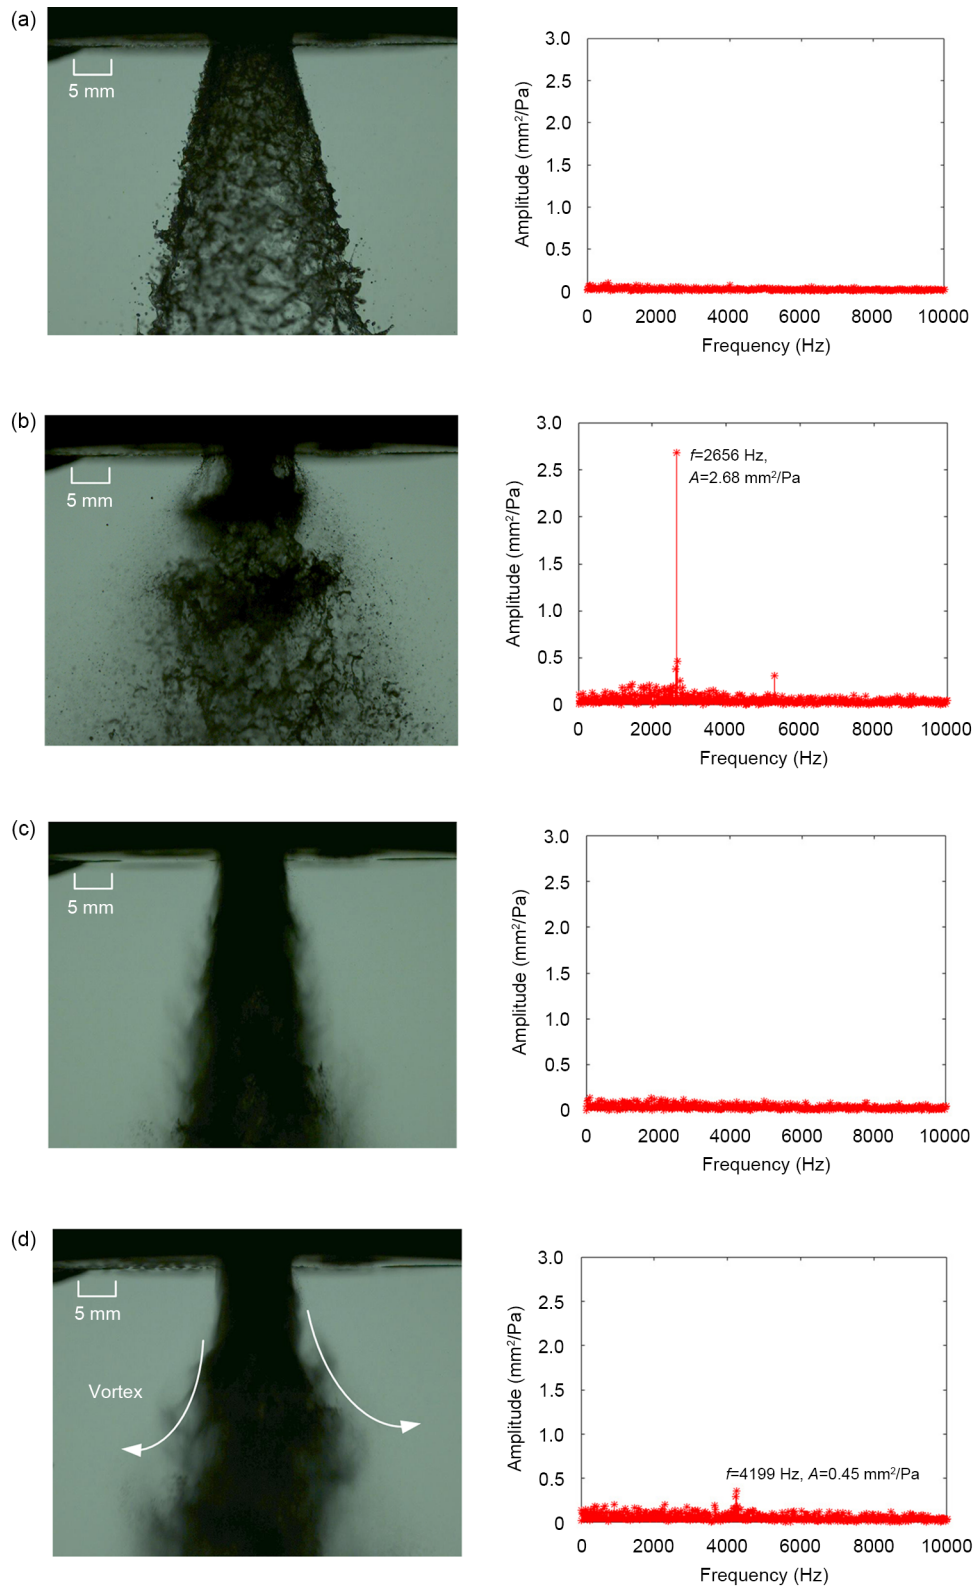 (a)
5 mm
Amplitude (mm²/Pa)
3.0
2.5
2.0
1.5
1.0
0.5
0
0 2000 4000 6000 8000 10000
Frequency (Hz)
(b)
5 mm
Amplitude (mm²/Pa)
3.0
2.5
2.0
1.5
1.0
0.5
0
f=2656 Hz,
A=2.68 mm²/Pa
0 2000 4000 6000 8000 10000
Frequency (Hz)
(c)
5 mm
Amplitude (mm²/Pa)
3.0
2.5
2.0
1.5
1.0
0.5
0
0 2000 4000 6000 8000 10000
Frequency (Hz)
(d)
5 mm
Vortex
Amplitude (mm²/Pa)
3.0
2.5
2.0
1.5
1.0
0.5
0
f=4199 Hz, A=0.45 mm²/Pa
0 2000 4000 6000 8000 10000
Frequency (Hz)